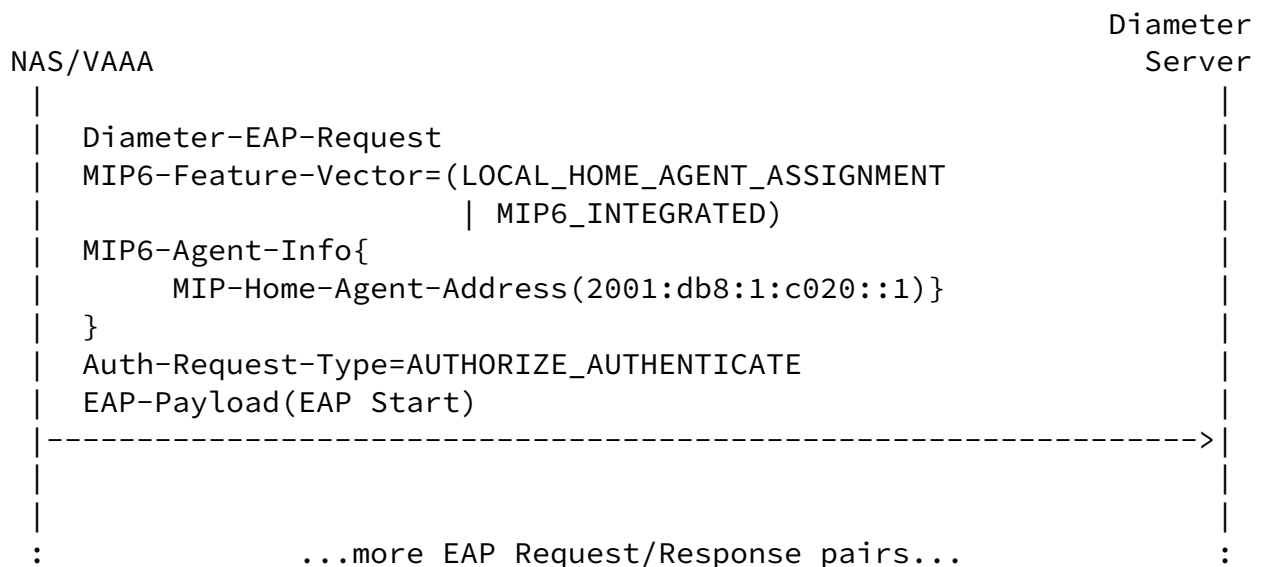 Diameter
NAS/VAAA                                                       Server
 |                                                                  |
 |  Diameter-EAP-Request                                            |
 |  MIP6-Feature-Vector=(LOCAL_HOME_AGENT_ASSIGNMENT                |
 |                       | MIP6_INTEGRATED)                         |
 |  MIP6-Agent-Info{                                                |
 |       MIP-Home-Agent-Address(2001:db8:1:c020::1)}                |
 |  }                                                               |
 |  Auth-Request-Type=AUTHORIZE_AUTHENTICATE                        |
 |  EAP-Payload(EAP Start)                                          |
 |---------------------------------------------------------------->|
 |                                                                  |
 |                                                                  |
 :              ...more EAP Request/Response pairs...               :